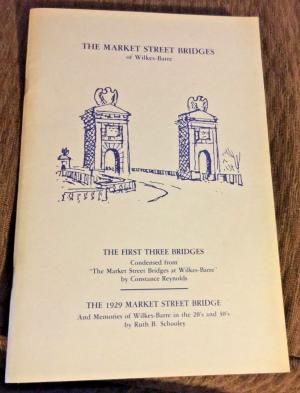 THE MARKET STREET BRIDGES
of Wilkes-Barre
THE FIRST THREE BRIDGES
Condensed from
"The Market Street Bridges at Wilkes-Barre"
by Constance Reynolds
THE 1929 MARKET STREET BRIDGE
And Memories of Wilkes-Barre in the 20's and 30's
by Ruth B. Schooley